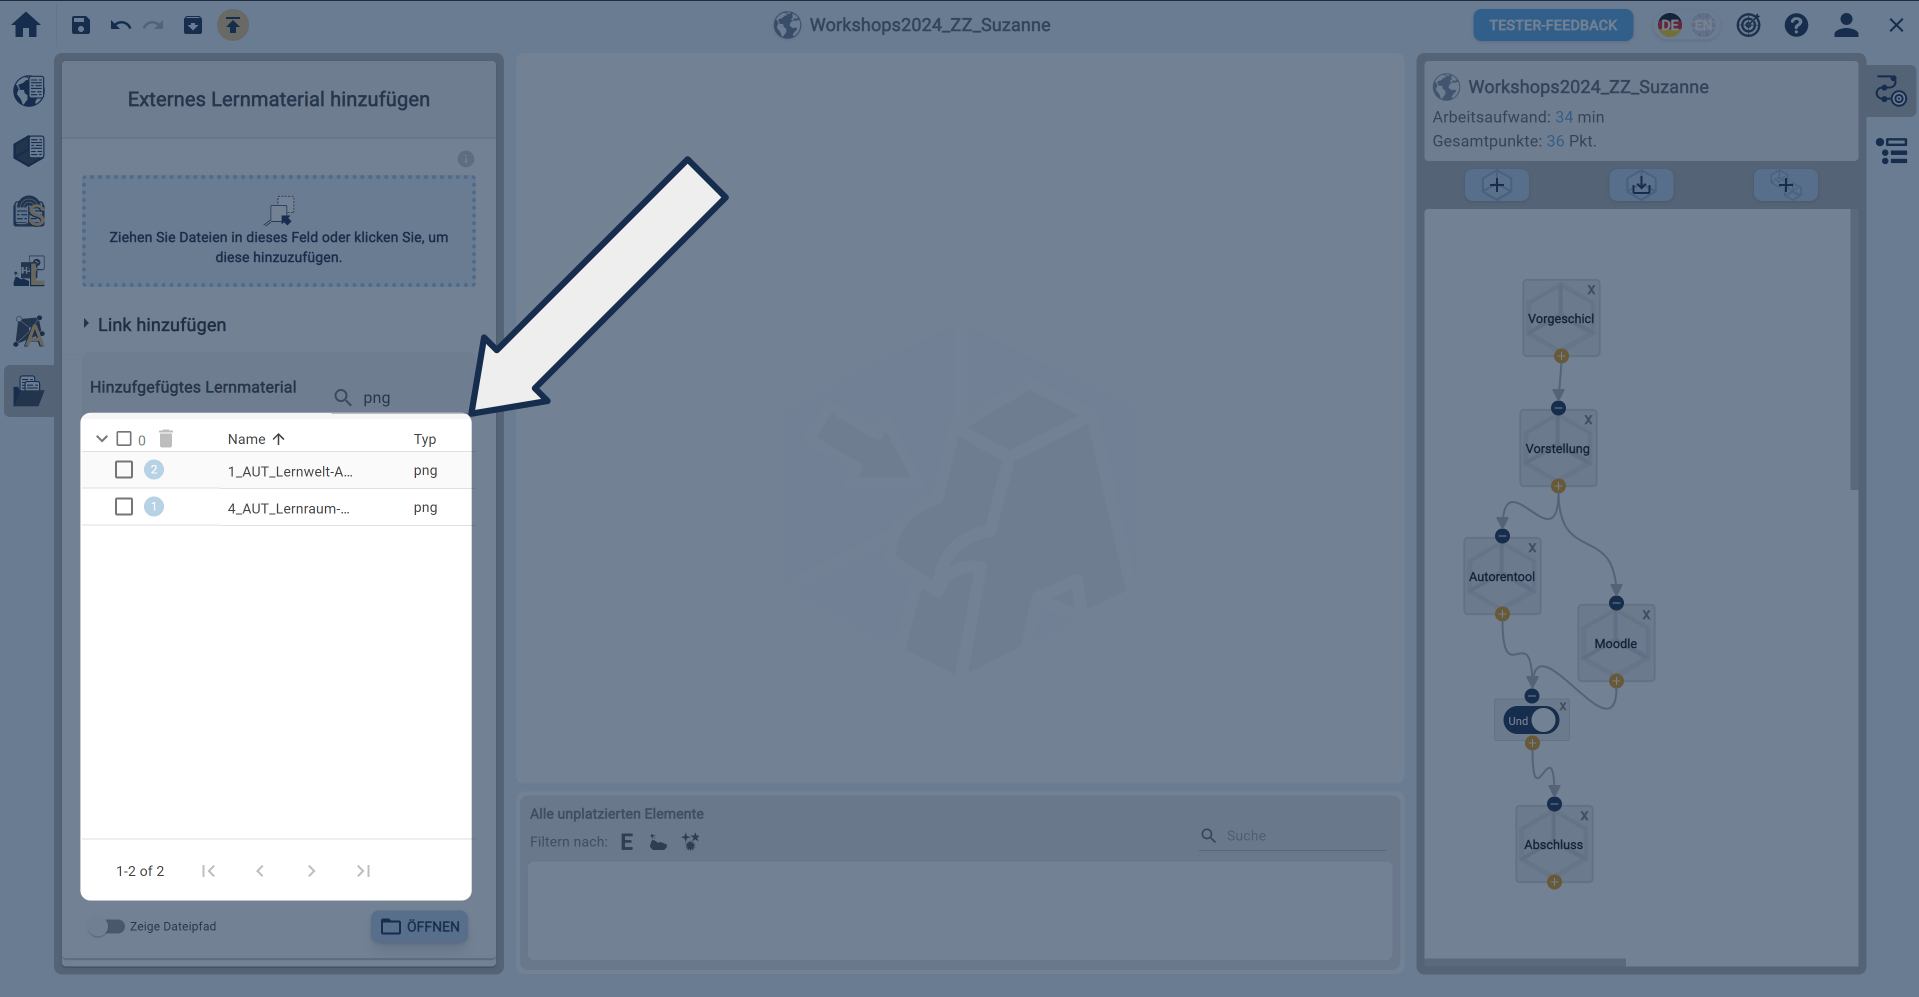 Workshops2024_ZZ_Suzanne
TESTER-FEEDBACK
DE
EN
Externes Lernmaterial hinzufügen
Ziehen Sie Dateien in dieses Feld oder klicken Sie, um
diese hinzuzufügen.
Link hinzufügen
Hinzufgefügtes Lernmaterial
png
0
Name
Typ
2
1_AUT_Lernwelt-A...
png
1
4_AUT_Lernraum-...
png
1-2 of 2
Zeige Dateipfad
ÖFFNEN
Alle unplatzierten Elemente
Filtern nach:
E
Suche
Workshops2024_ZZ_Suzanne
Arbeitsaufwand: 34 min
Gesamtpunkte: 36 Pkt.
X
Vorgeschicl
X
Vorstellung
X
Autorentool
X
Moodle
X
Und
X
Abschluss